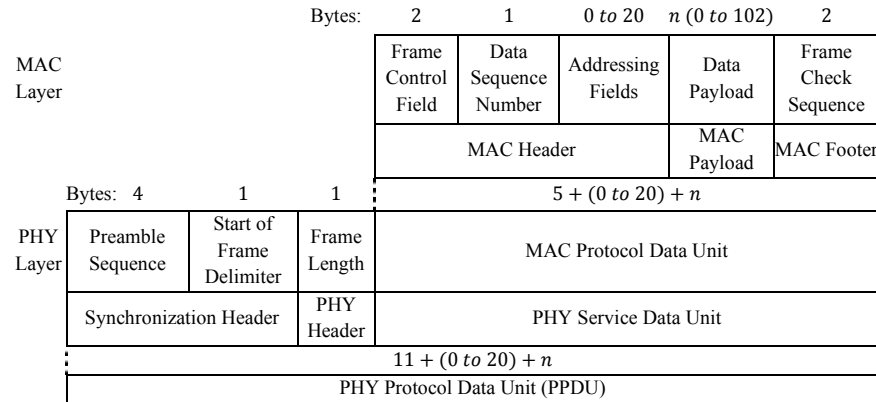 Bytes: 2 1 0 to 20 n (0 to 102) 2
MAC Layer
Frame Control Field
Data Sequence Number
Addressing Fields
Data Payload
Frame Check Sequence
MAC Header
MAC Payload
MAC Footer
Bytes: 4 1 1 5 + (0 to 20) + n
PHY Layer
Preamble Sequence
Start of Frame Delimiter
Frame Length
MAC Protocol Data Unit
Synchronization Header
PHY Header
PHY Service Data Unit
11 + (0 to 20) + n
PHY Protocol Data Unit (PPDU)